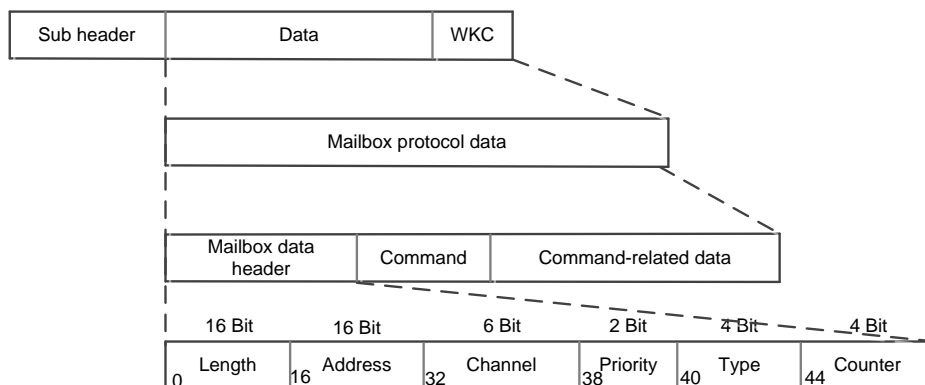 Sub header Data WKC
Mailbox protocol data
Mailbox data
header
Command Command-related data
16 Bit 16 Bit 6 Bit 2 Bit 4 Bit 4 Bit
Length Address Channel Priority Type Counter
0 16 32 38 40 44